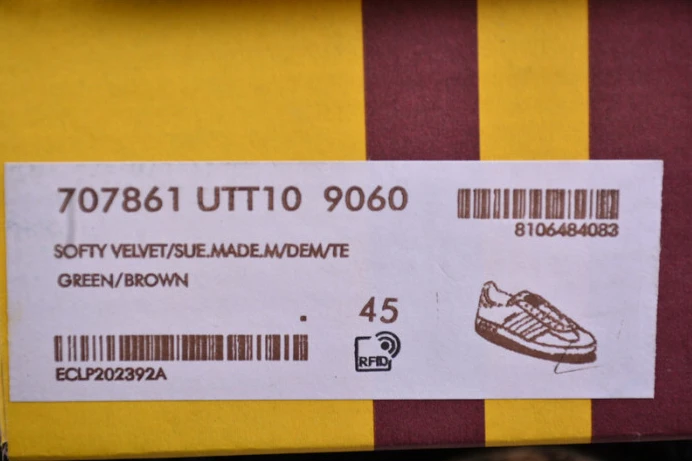 707861 UTT10 9060
8106484083
SOFTY VELVET/SUE.MADE.M/DEM/TE
GREEN/BROWN
. 45
RFID
ECLP202392A